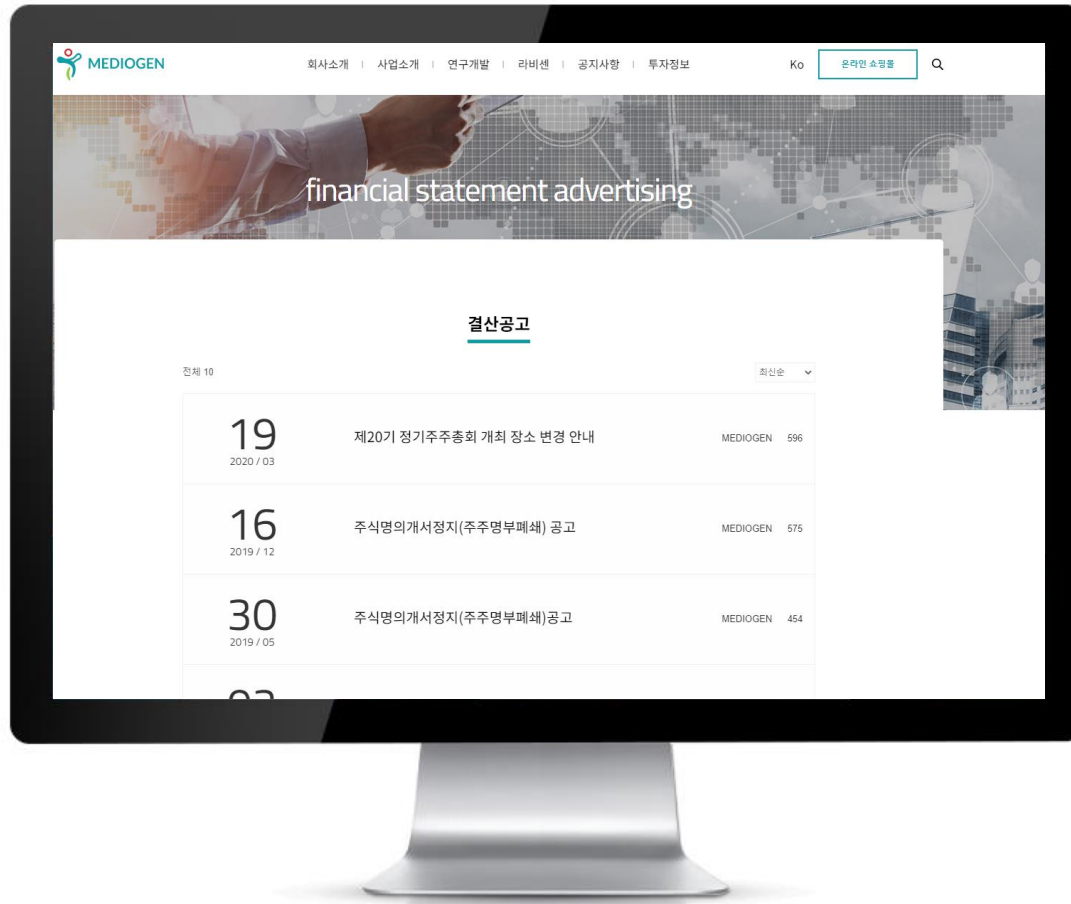 MEDIOGEN
회사소개 | 사업소개 | 연구개발 | 라비센 | 공지사항 | 투자정보
Ko
온라인 쇼핑몰
financial statement advertising
결산공고
전체 10
최신순
19
2020 / 03
제20기 정기주주총회 개최 장소 변경 안내
MEDIOGEN 596
16
2019 / 12
주식명의개서정지(주주명부폐쇄) 공고
MEDIOGEN 575
30
2019 / 05
주식명의개서정지(주주명부폐쇄)공고
MEDIOGEN 454